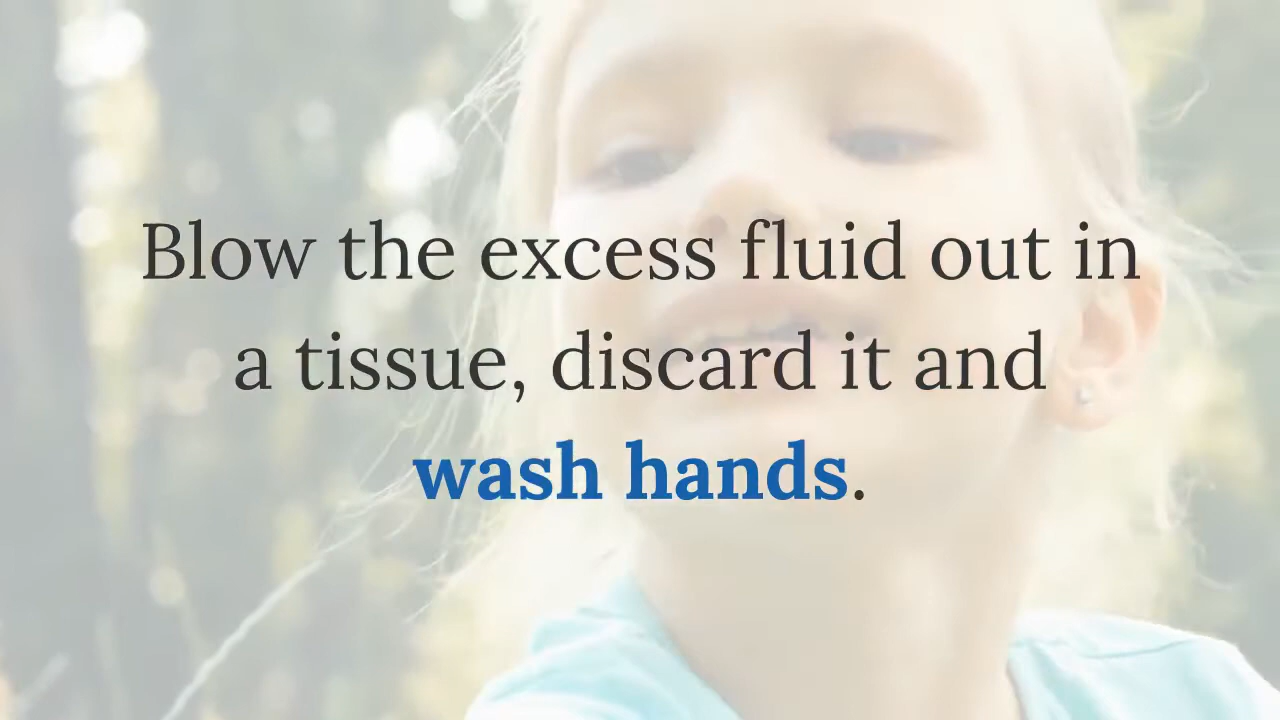 Blow the excess fluid out in
a tissue, discard it and
wash hands.